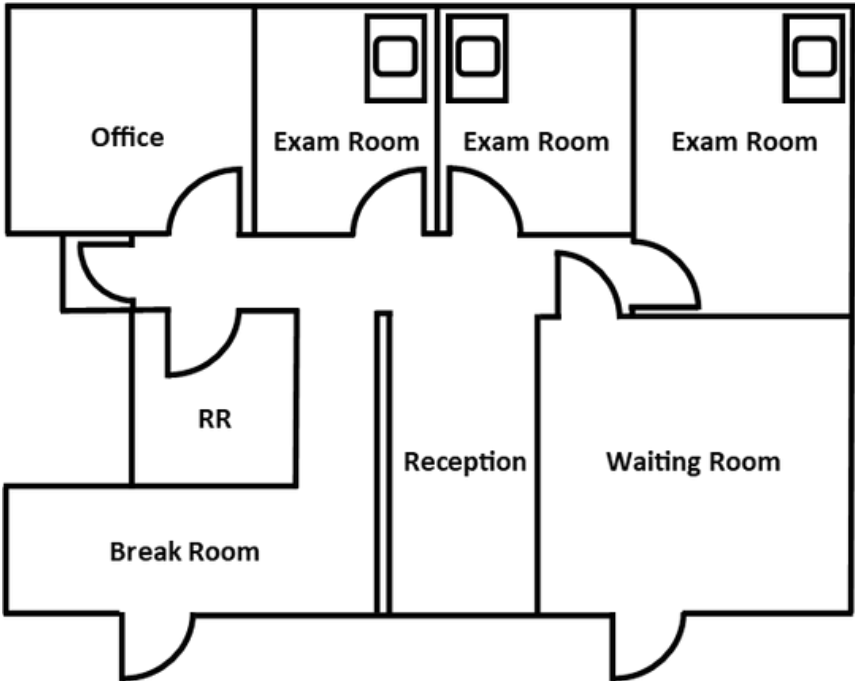 Office
Exam Room
Exam Room
Exam Room
RR
Reception
Waiting Room
Break Room